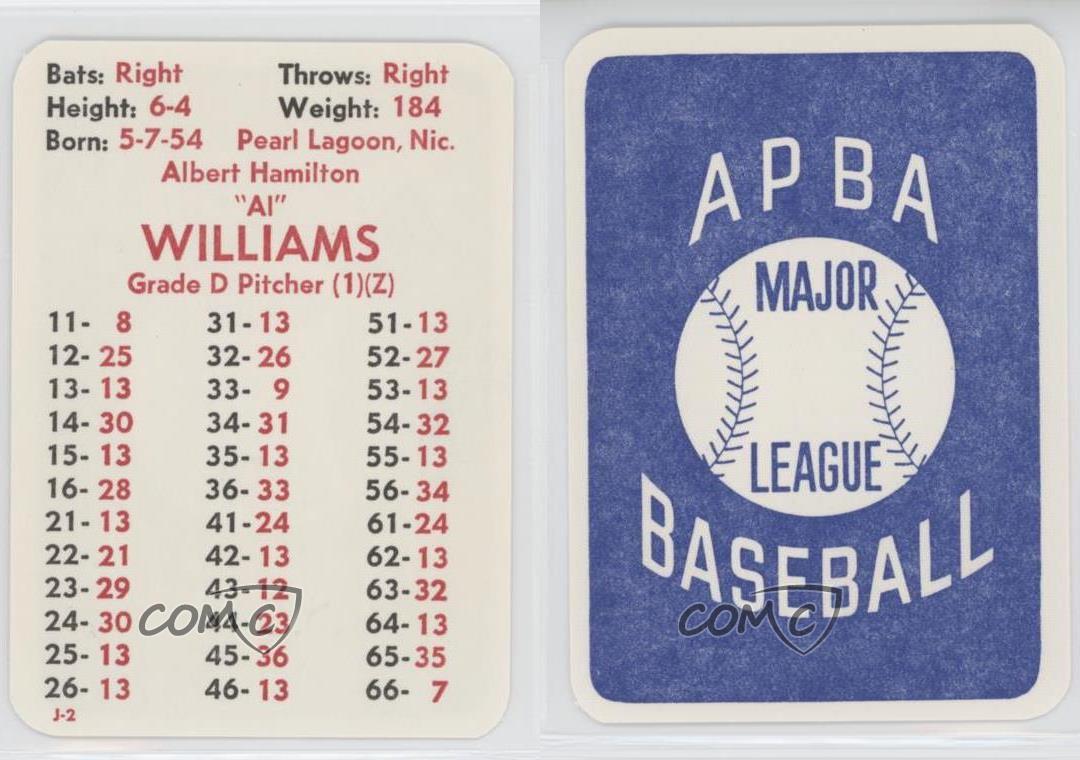 Bats: Right Throws: Right
Height: 6-4 Weight: 184
Born: 5-7-54 Pearl Lagoon, Nic.
Albert Hamilton
"Al"
WILLIAMS
Grade D Pitcher (1)(Z)
11- 8 31- 13 51- 13
12- 25 32- 26 52- 27
13- 13 33- 9 53- 13
14- 30 34- 31 54- 32
15- 13 35- 13 55- 13
16- 28 36- 33 56- 34
21- 13 41- 24 61- 24
22- 21 42- 13 62- 13
23- 29 43- 12 63- 32
24- 30 44- 23 64- 13
25- 13 45- 36 65- 35
26- 13 46- 13 66- 7
J-2
COMC
APBA
MAJOR
LEAGUE
BASEBALL
COMC